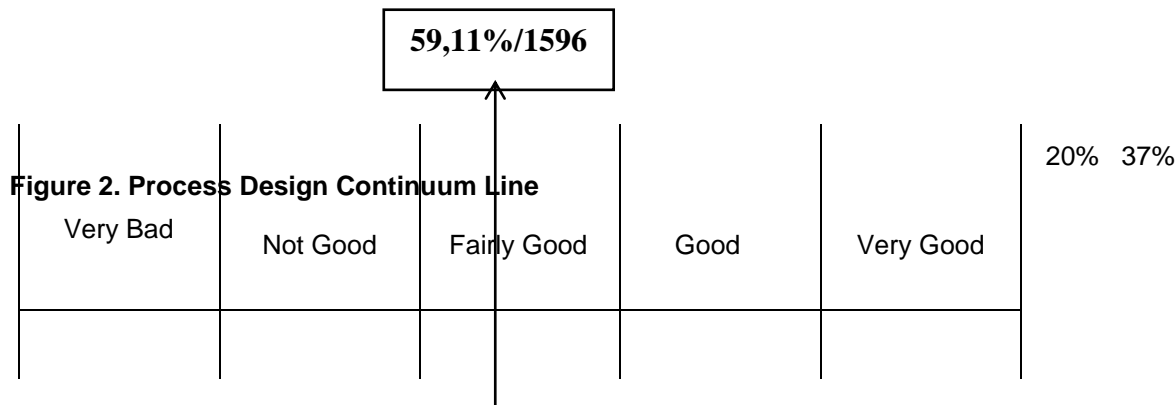 59,11%/1596
20% 37%
Figure 2. Process Design Continuum Line
Very Bad
Not Good
Fairly Good
Good
Very Good